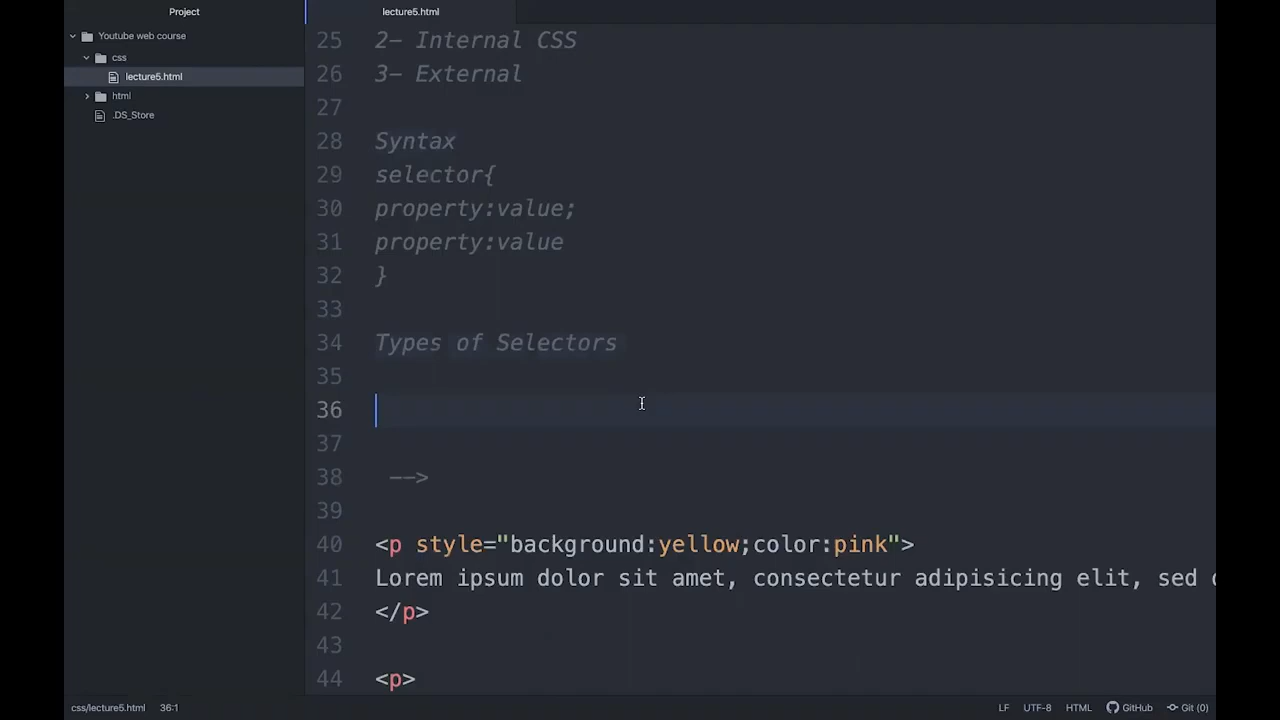 Project
lecture5.html
Youtube web course
css
lecture5.html
html
.DS_Store
25 2– Internal CSS
26 3– External
27
28 Syntax
29 selector{
30 property:value;
31 property:value
32 }
33
34 Types of Selectors
35
36
37
38 -->
39
40 <p style="background:yellow;color:pink">
41 Lorem ipsum dolor sit amet, consectetur adipisicing elit, sed
42 </p>
43
44 <p>
css/lecture5.html 36:1 LF UTF-8 HTML GitHub Git (0)